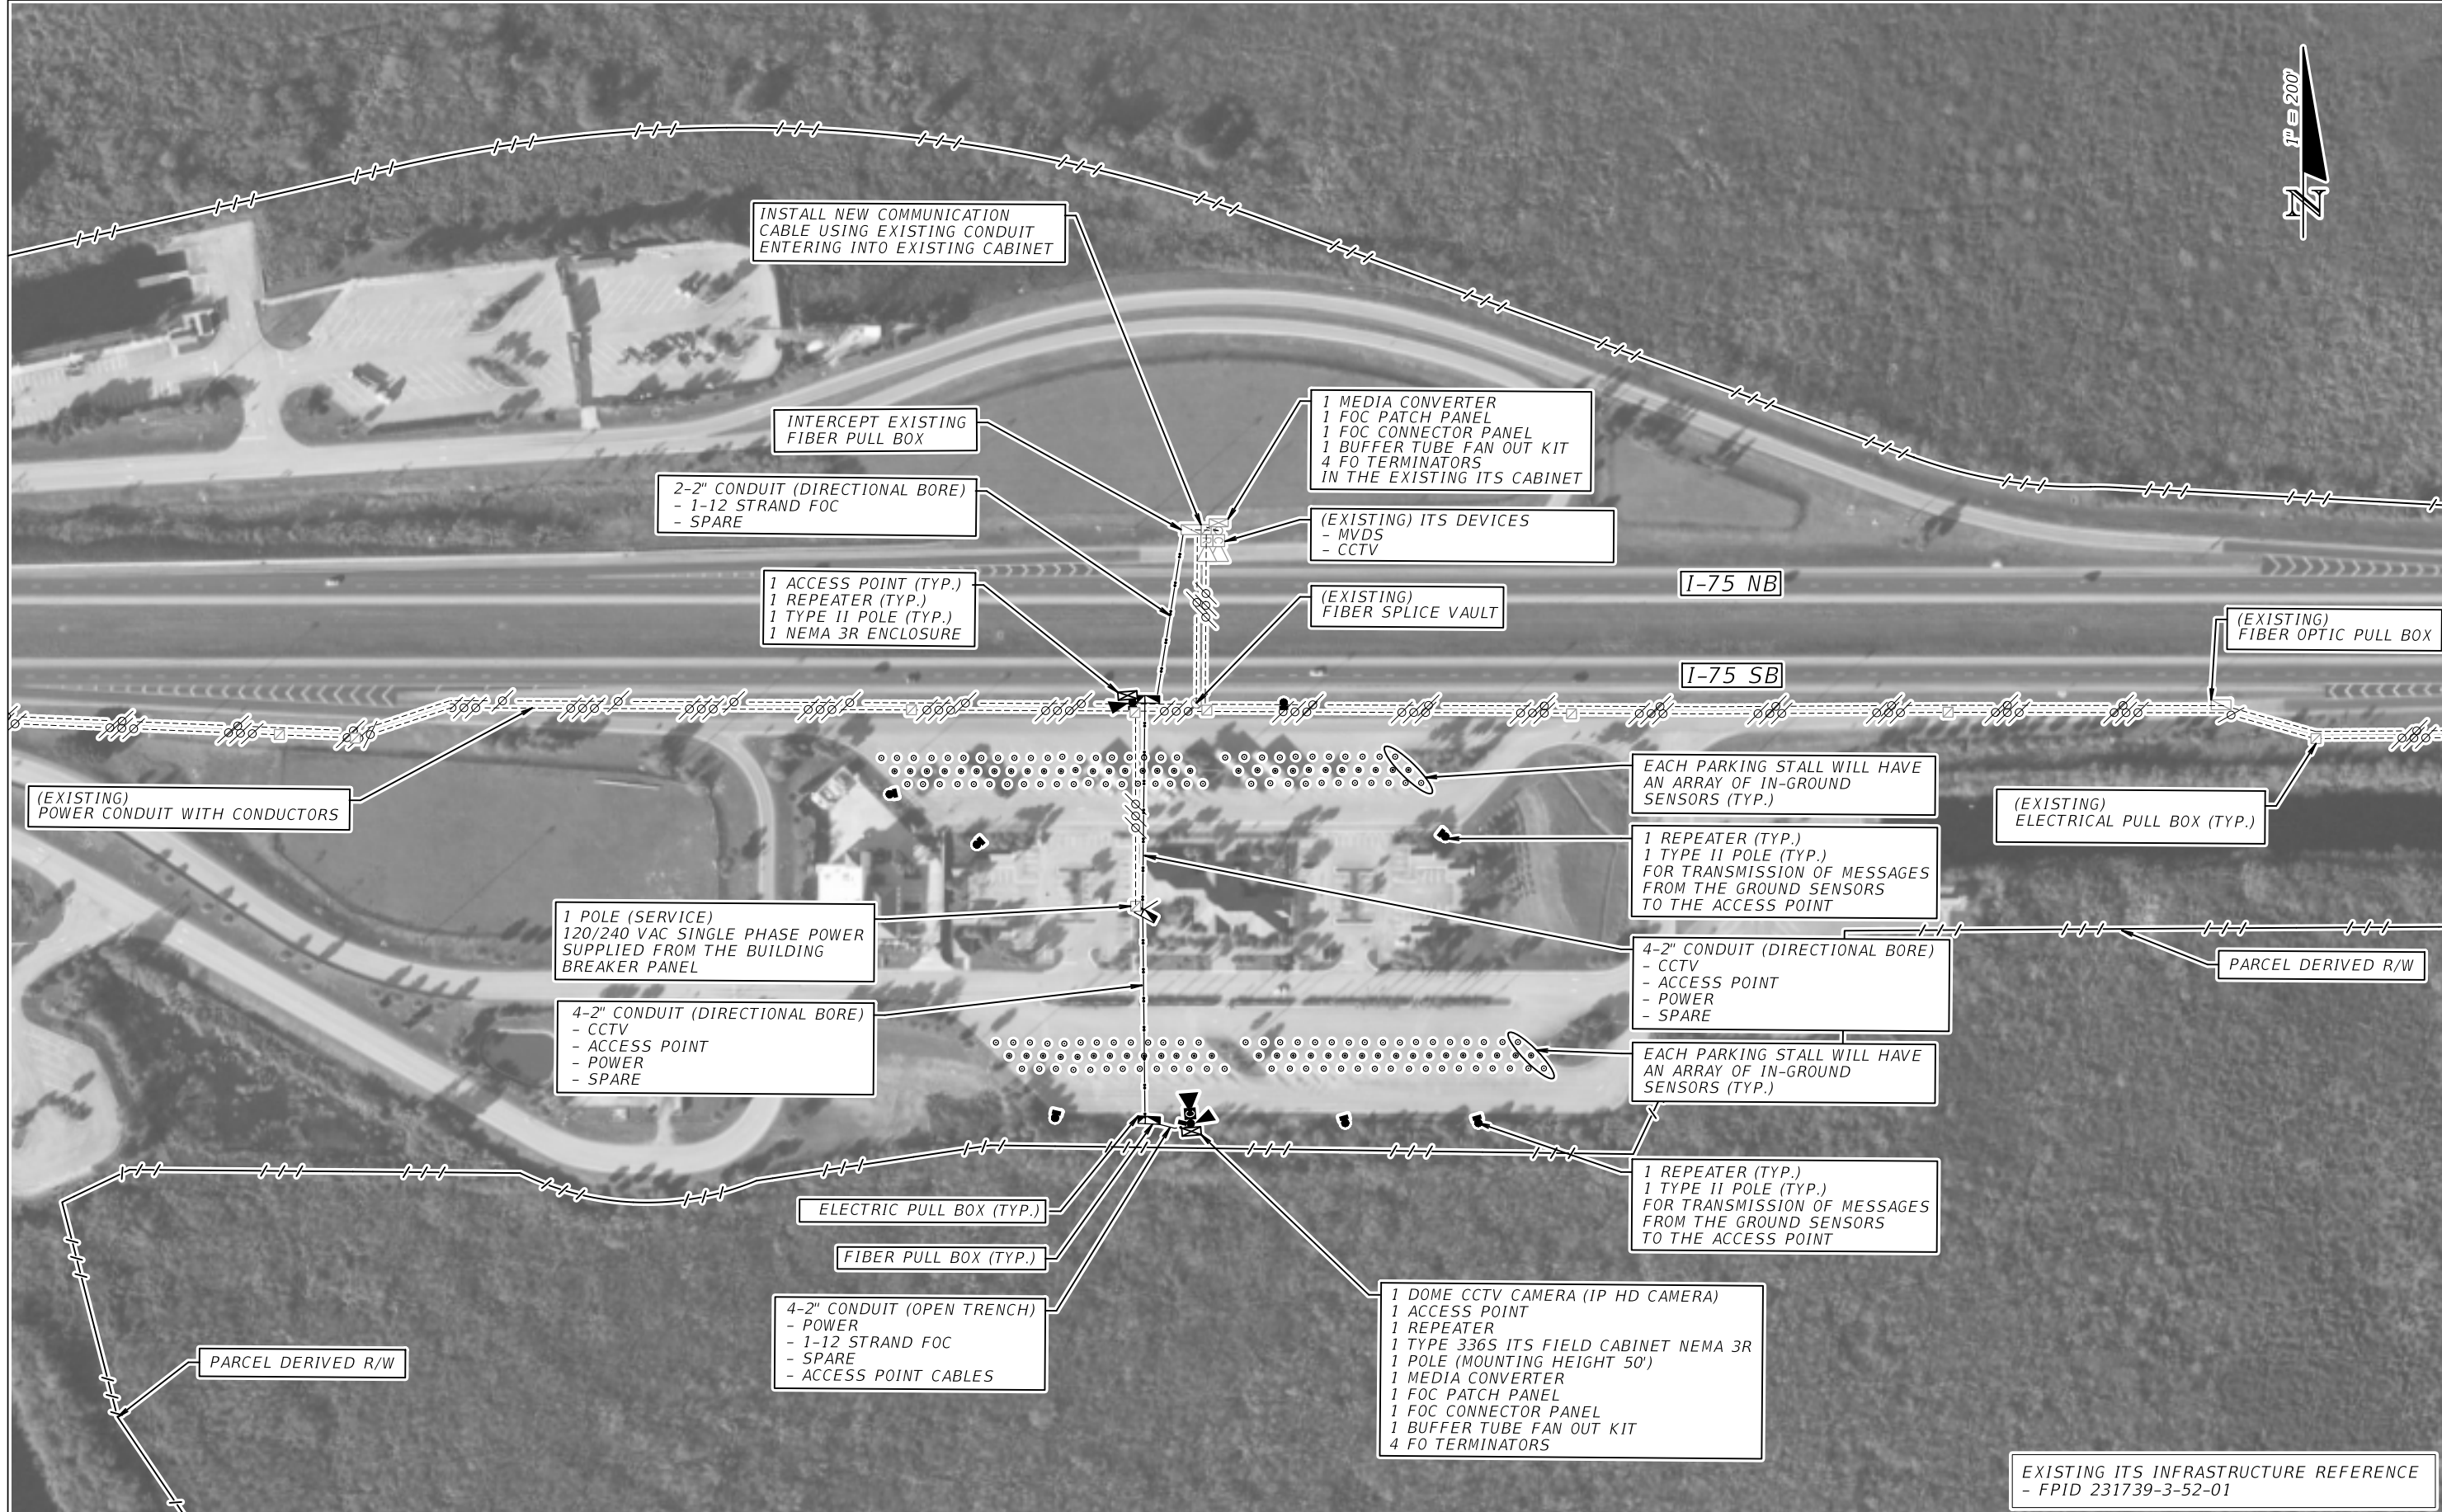 1" = 200'
N
INSTALL NEW COMMUNICATION
CABLE USING EXISTING CONDUIT
ENTERING INTO EXISTING CABINET
INTERCEPT EXISTING
FIBER PULL BOX
1 MEDIA CONVERTER
1 FOC PATCH PANEL
1 FOC CONNECTOR PANEL
1 BUFFER TUBE FAN OUT KIT
4 FO TERMINATORS
IN THE EXISTING ITS CABINET
2-2" CONDUIT (DIRECTIONAL BORE)
- 1-12 STRAND FOC
- SPARE
(EXISTING) ITS DEVICES
- MVDS
- CCTV
1 ACCESS POINT (TYP.)
1 REPEATER (TYP.)
1 TYPE II POLE (TYP.)
1 NEMA 3R ENCLOSURE
(EXISTING)
FIBER SPLICE VAULT
I-75 NB
I-75 SB
(EXISTING)
FIBER OPTIC PULL BOX
(EXISTING)
POWER CONDUIT WITH CONDUCTORS
EACH PARKING STALL WILL HAVE
AN ARRAY OF IN-GROUND
SENSORS (TYP.)
(EXISTING)
ELECTRICAL PULL BOX (TYP.)
1 REPEATER (TYP.)
1 TYPE II POLE (TYP.)
FOR TRANSMISSION OF MESSAGES
FROM THE GROUND SENSORS
TO THE ACCESS POINT
1 POLE (SERVICE)
120/240 VAC SINGLE PHASE POWER
SUPPLIED FROM THE BUILDING
BREAKER PANEL
4-2" CONDUIT (DIRECTIONAL BORE)
- CCTV
- ACCESS POINT
- POWER
- SPARE
PARCEL DERIVED R/W
4-2" CONDUIT (DIRECTIONAL BORE)
- CCTV
- ACCESS POINT
- POWER
- SPARE
EACH PARKING STALL WILL HAVE
AN ARRAY OF IN-GROUND
SENSORS (TYP.)
1 REPEATER (TYP.)
1 TYPE II POLE (TYP.)
FOR TRANSMISSION OF MESSAGES
FROM THE GROUND SENSORS
TO THE ACCESS POINT
ELECTRIC PULL BOX (TYP.)
FIBER PULL BOX (TYP.)
4-2" CONDUIT (OPEN TRENCH)
- POWER
- 1-12 STRAND FOC
- SPARE
- ACCESS POINT CABLES
1 DOME CCTV CAMERA (IP HD CAMERA)
1 ACCESS POINT
1 REPEATER
1 TYPE 336S ITS FIELD CABINET NEMA 3R
1 POLE (MOUNTING HEIGHT 50')
1 MEDIA CONVERTER
1 FOC PATCH PANEL
1 FOC CONNECTOR PANEL
1 BUFFER TUBE FAN OUT KIT
4 FO TERMINATORS
PARCEL DERIVED R/W
EXISTING ITS INFRASTRUCTURE REFERENCE
- FPID 231739-3-52-01